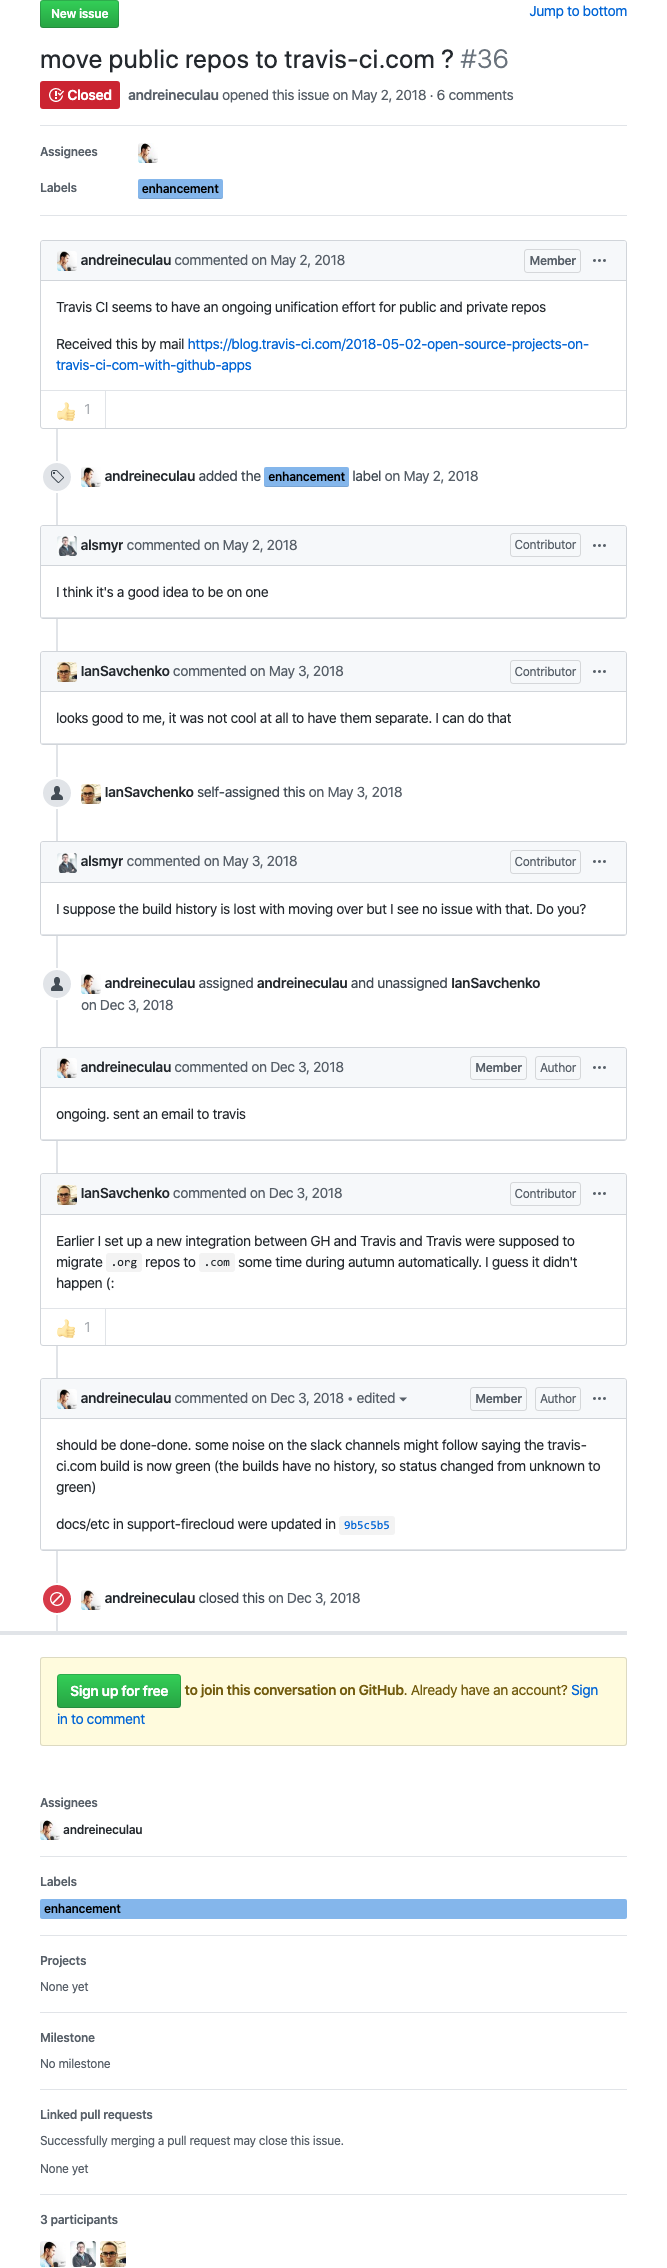 New issue
Jump to bottom
move public repos to travis-ci.com ? #36
Closed andreineculau opened this issue on May 2, 2018 · 6 comments
Assignees
Labels enhancement
andreineculau commented on May 2, 2018 Member ···
Travis CI seems to have an ongoing unification effort for public and private repos
Received this by mail https://blog.travis-ci.com/2018-05-02-open-source-projects-on-
travis-ci-com-with-github-apps
👍 1
andreineculau added the enhancement label on May 2, 2018
alsmyr commented on May 2, 2018 Contributor ···
I think it's a good idea to be on one
IanSavchenko commented on May 3, 2018 Contributor ···
looks good to me, it was not cool at all to have them separate. I can do that
IanSavchenko self-assigned this on May 3, 2018
alsmyr commented on May 3, 2018 Contributor ···
I suppose the build history is lost with moving over but I see no issue with that. Do you?
andreineculau assigned andreineculau and unassigned IanSavchenko
on Dec 3, 2018
andreineculau commented on Dec 3, 2018 Member Author ···
ongoing. sent an email to travis
IanSavchenko commented on Dec 3, 2018 Contributor ···
Earlier I set up a new integration between GH and Travis and Travis were supposed to
migrate .org repos to .com some time during autumn automatically. I guess it didn't
happen (:
👍 1
andreineculau commented on Dec 3, 2018 • edited Member Author ···
should be done-done. some noise on the slack channels might follow saying the travis-
ci.com build is now green (the builds have no history, so status changed from unknown to
green)
docs/etc in support-firecloud were updated in 9b5c5b5
andreineculau closed this on Dec 3, 2018
Sign up for free to join this conversation on GitHub. Already have an account? Sign
in to comment
Assignees
andreineculau
Labels
enhancement
Projects
None yet
Milestone
No milestone
Linked pull requests
Successfully merging a pull request may close this issue.
None yet
3 participants